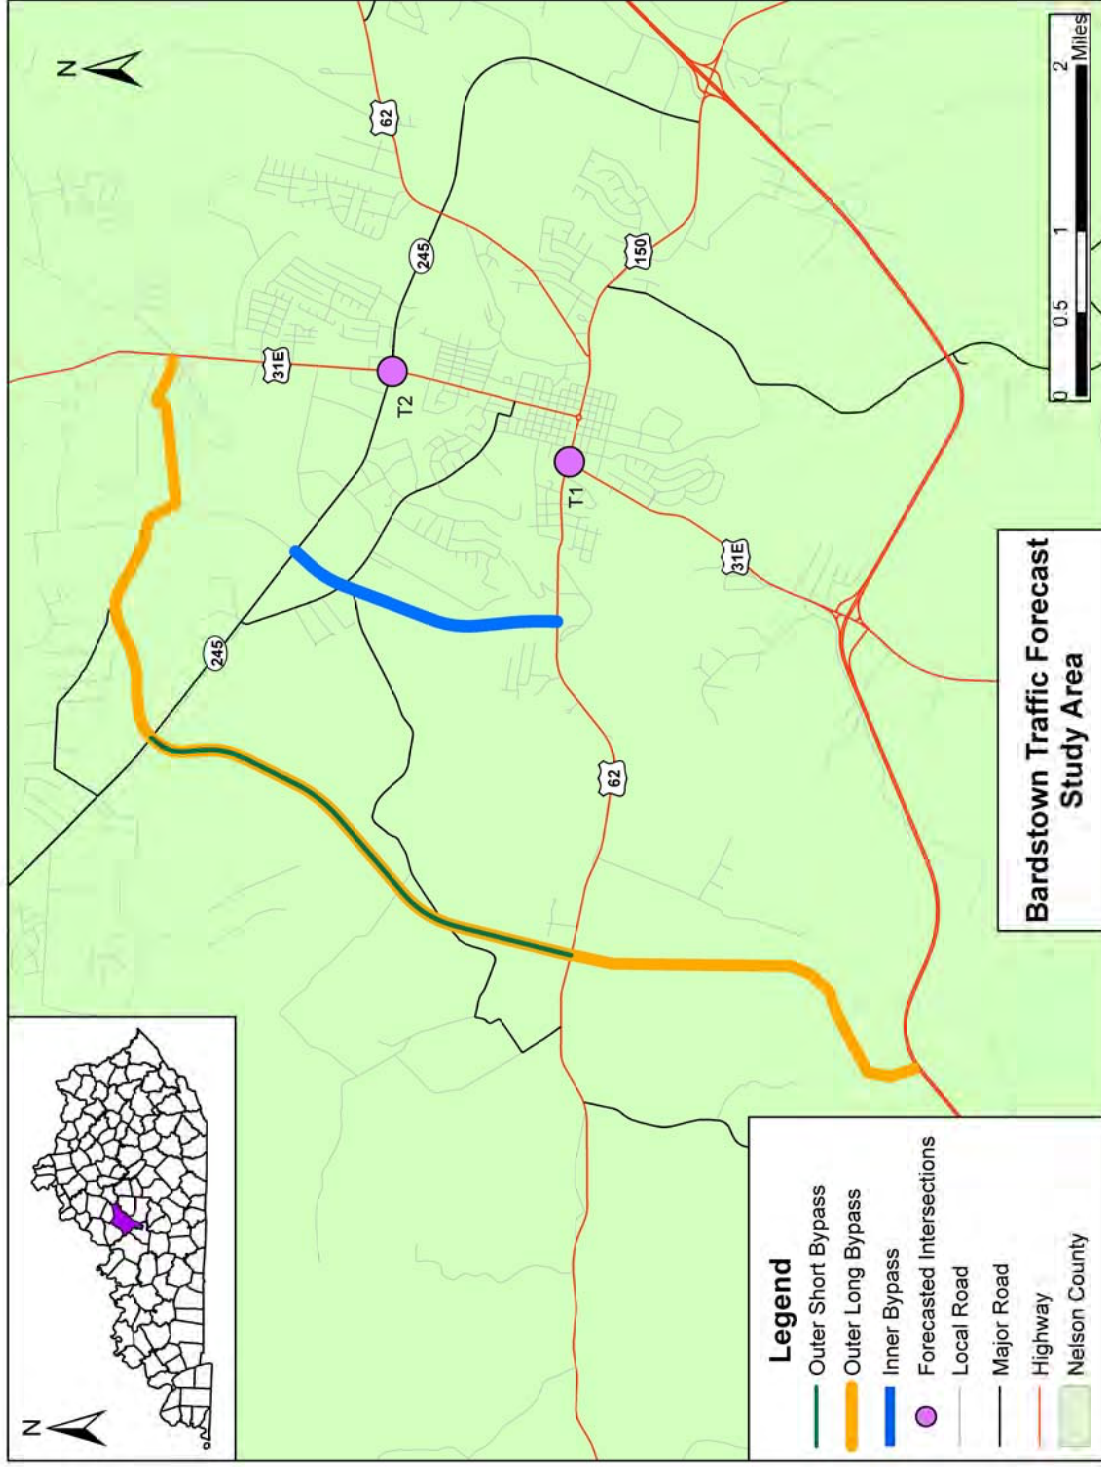 N
N
62
245
31E
T2
245
150
T1
31E
62
Legend
Outer Short Bypass
Outer Long Bypass
Inner Bypass
Forecasted Intersections
Local Road
Major Road
Highway
Nelson County
Bardstown Traffic Forecast
Study Area
0 0.5 1 2
Miles